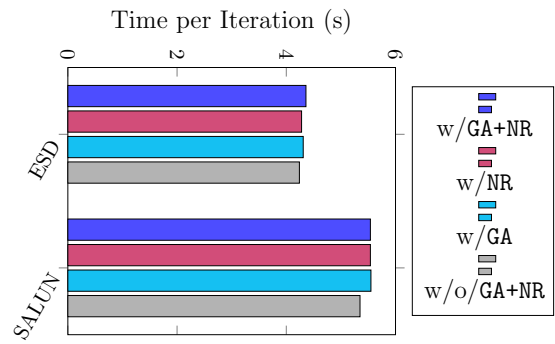 Time per Iteration (s)
0 2 4 6
ESD
SALUN
w/GA+NR
w/NR
w/GA
w/o/GA+NR